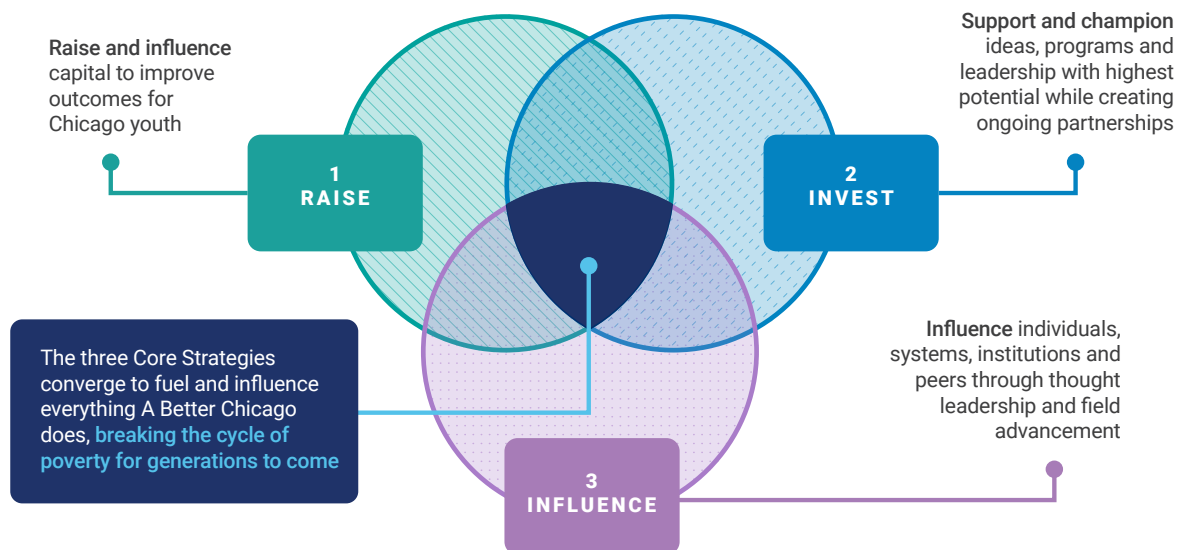 Raise and influence
capital to improve
outcomes for
Chicago youth
1
RAISE
Support and champion
ideas, programs and
leadership with highest
potential while creating
ongoing partnerships
2
INVEST
The three Core Strategies
converge to fuel and influence
everything A Better Chicago
does, breaking the cycle of
poverty for generations to come
Influence individuals,
systems, institutions and
peers through thought
leadership and field
advancement
3
INFLUENCE